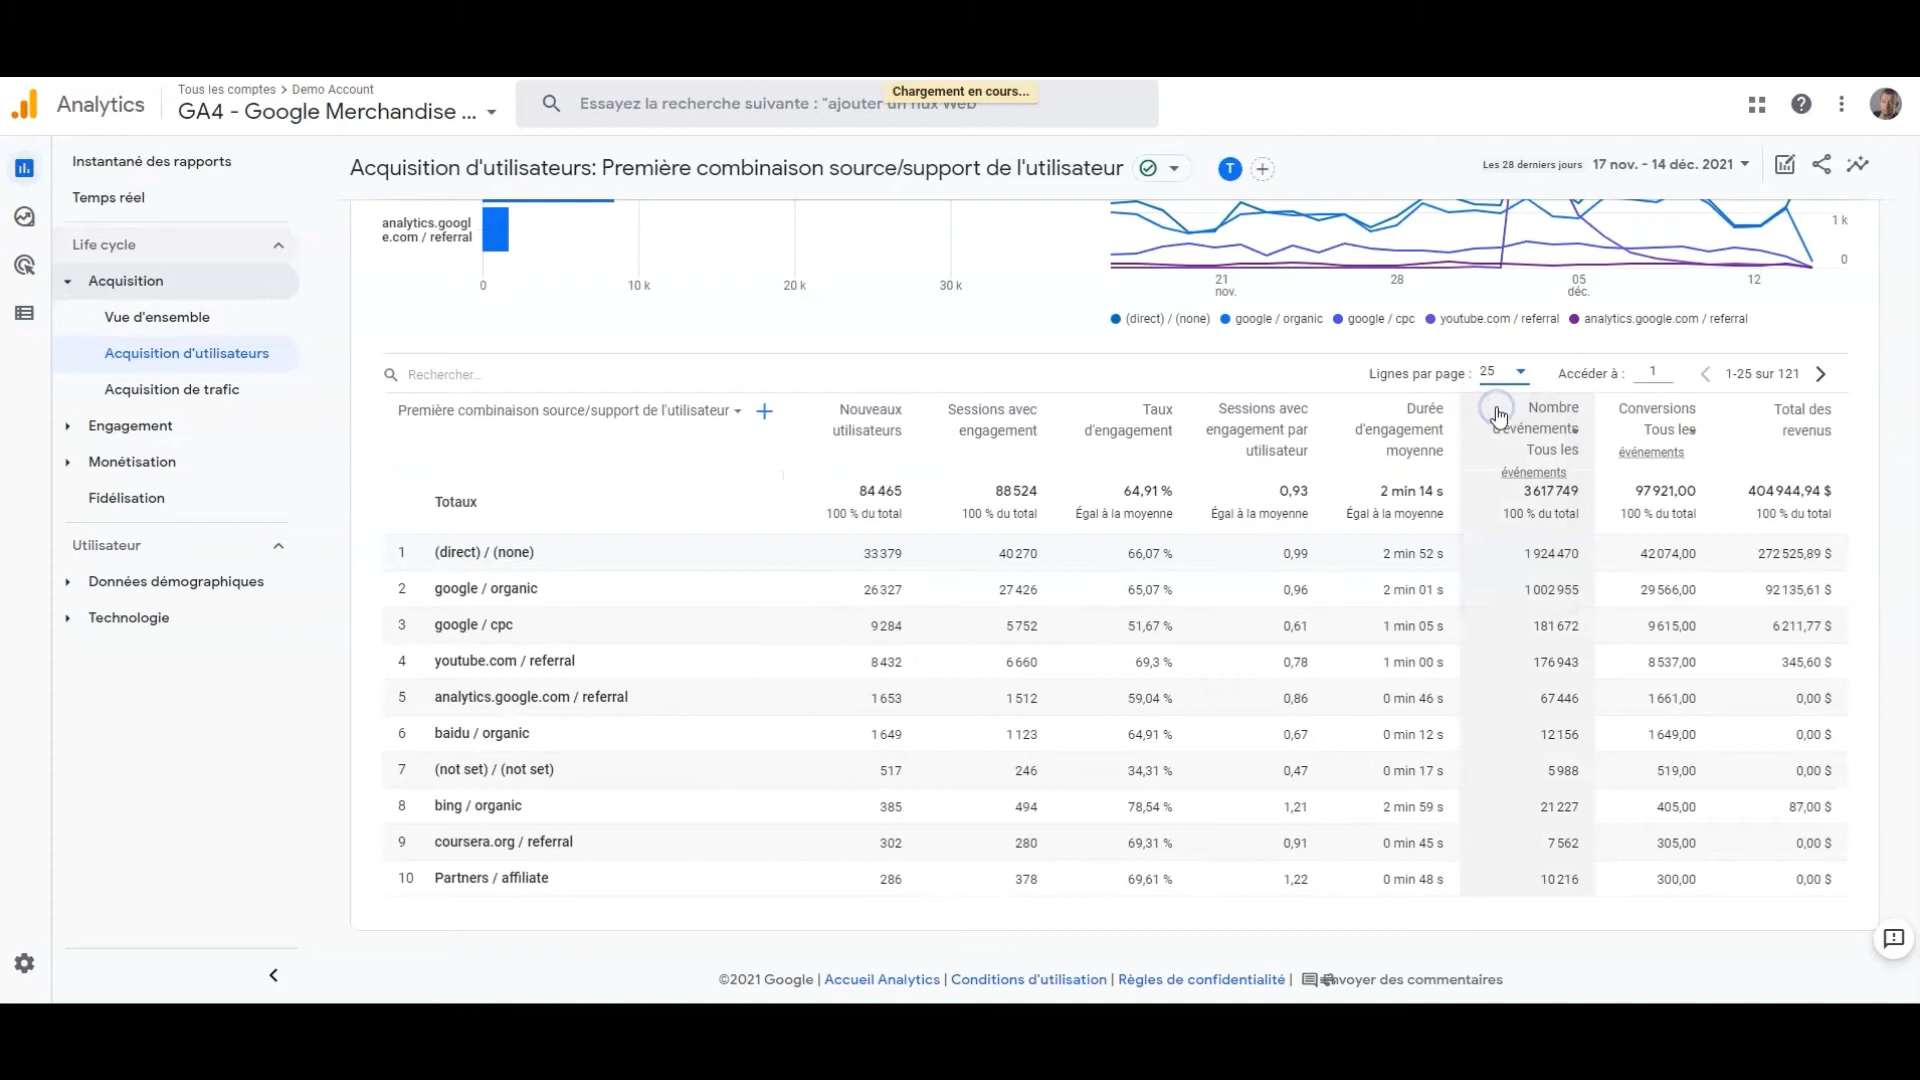 Chargement en cours...
Analytics
Tous les comptes > Demo Account
GA4 - Google Merchandise ...
Essayez la recherche suivante : "ajouter un flux Web"
Instantané des rapports
Temps réel
Life cycle
Acquisition
Vue d'ensemble
Acquisition d'utilisateurs
Acquisition de trafic
Engagement
Monétisation
Fidélisation
Utilisateur
Données démographiques
Technologie
Acquisition d'utilisateurs: Première combinaison source/support de l'utilisateur
T
Les 28 derniers jours 17 nov. - 14 déc. 2021
analytics.googl
e.com / referral
0 10 k 20 k 30 k
1 k
0
21 28 05 12
nov. déc.
(direct) / (none) google / organic google / cpc youtube.com / referral analytics.google.com / referral
Rechercher...
Lignes par page : 25 Accéder à : 1 1-25 sur 121
Première combinaison source/support de l'utilisateur
Nouveaux
utilisateurs
Sessions avec
engagement
Taux
d'engagement
Sessions avec
engagement par
utilisateur
Durée
d'engagement
moyenne
Nombre
d'événements
Tous les
événements
Conversions
Tous les
événements
Total des
revenus
Totaux
84 465 88 524 64,91 % 0,93 2 min 14 s 3 617 749 97 921,00 404 944,94 $
100 % du total 100 % du total Égal à la moyenne Égal à la moyenne Égal à la moyenne 100 % du total 100 % du total 100 % du total
1 (direct) / (none) 33 379 40 270 66,07 % 0,99 2 min 52 s 1 924 470 42 074,00 272 525,89 $
2 google / organic 26 327 27 426 65,07 % 0,96 2 min 01 s 1 002 955 29 566,00 92 135,61 $
3 google / cpc 9 284 5 752 51,67 % 0,61 1 min 05 s 181 672 9 615,00 6 211,77 $
4 youtube.com / referral 8 432 6 660 69,3 % 0,78 1 min 00 s 176 943 8 537,00 345,60 $
5 analytics.google.com / referral 1 653 1 512 59,04 % 0,86 0 min 46 s 67 446 1 661,00 0,00 $
6 baidu / organic 1 649 1 123 64,91 % 0,67 0 min 12 s 12 156 1 649,00 0,00 $
7 (not set) / (not set) 517 246 34,31 % 0,47 0 min 17 s 5 988 519,00 0,00 $
8 bing / organic 385 494 78,54 % 1,21 2 min 59 s 21 227 405,00 87,00 $
9 coursera.org / referral 302 280 69,31 % 0,91 0 min 45 s 7 562 305,00 0,00 $
10 Partners / affiliate 286 378 69,61 % 1,22 0 min 48 s 10 216 300,00 0,00 $
©2021 Google | Accueil Analytics | Conditions d'utilisation | Règles de confidentialité | Envoyer des commentaires